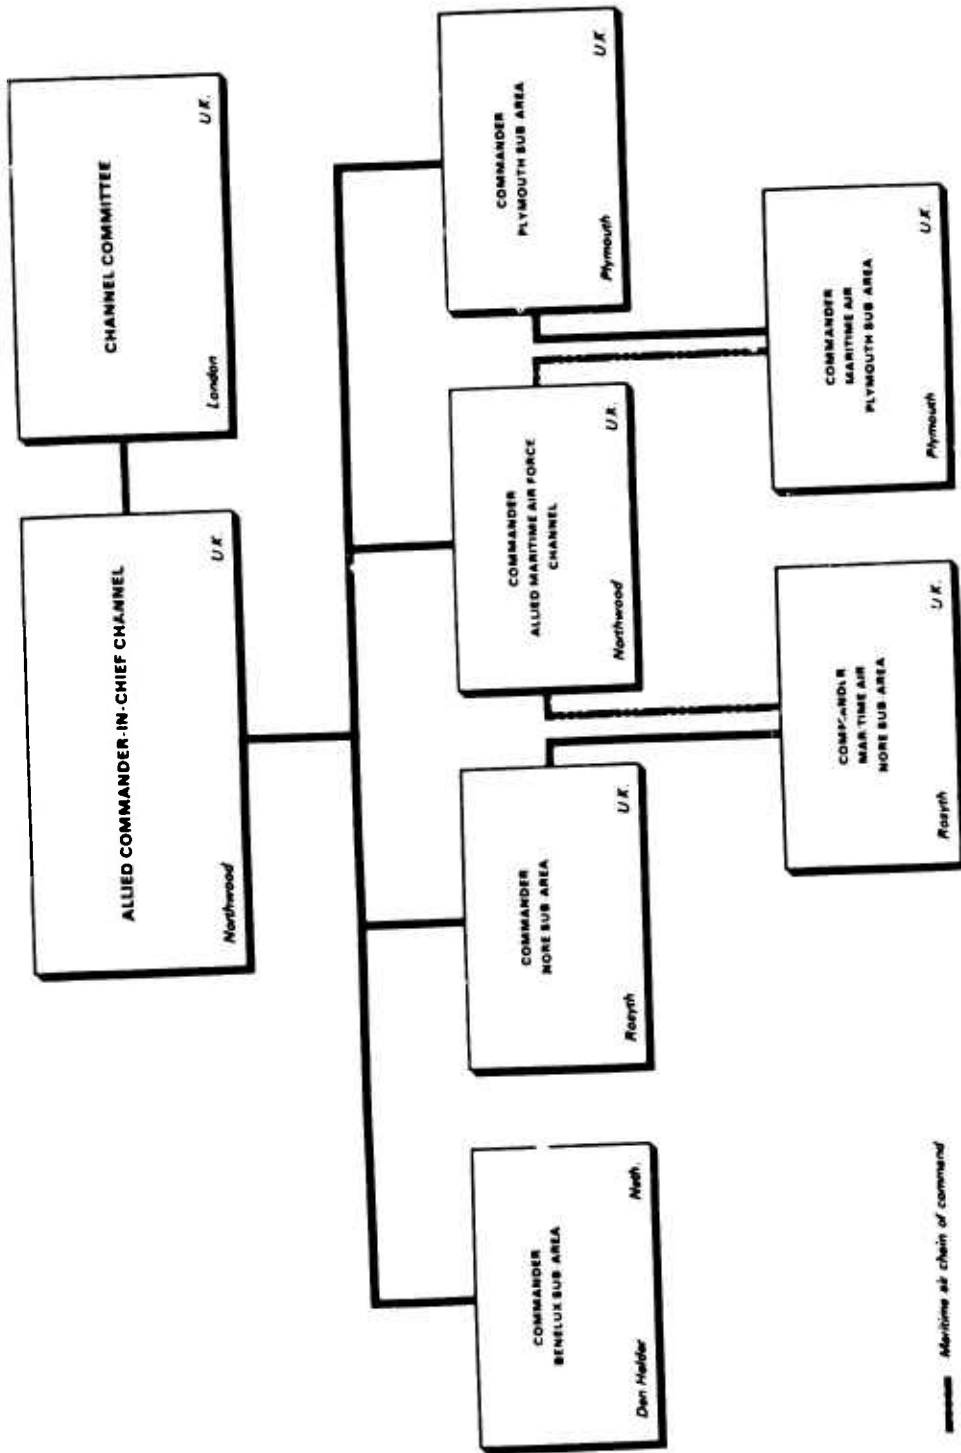 ALLIED COMMANDER-IN-CHIEF CHANNEL
Northwood
U.K.
CHANNEL COMMITTEE
London
U.K.
COMMANDER
BENELUX SUB AREA
Den Helder
Neth.
COMMANDER
NORE SUB AREA
Rosyth
U.K.
COMMANDER
ALLIED MARITIME AIR FORCE
CHANNEL
Northwood
U.K.
COMMANDER
PLYMOUTH SUB AREA
Plymouth
U.K.
COMMANDER
MARITIME AIR
NORE SUB-AREA
Rosyth
U.K.
COMMANDER
MARITIME AIR
PLYMOUTH SUB AREA
Plymouth
U.K.
Maritime air chain of command